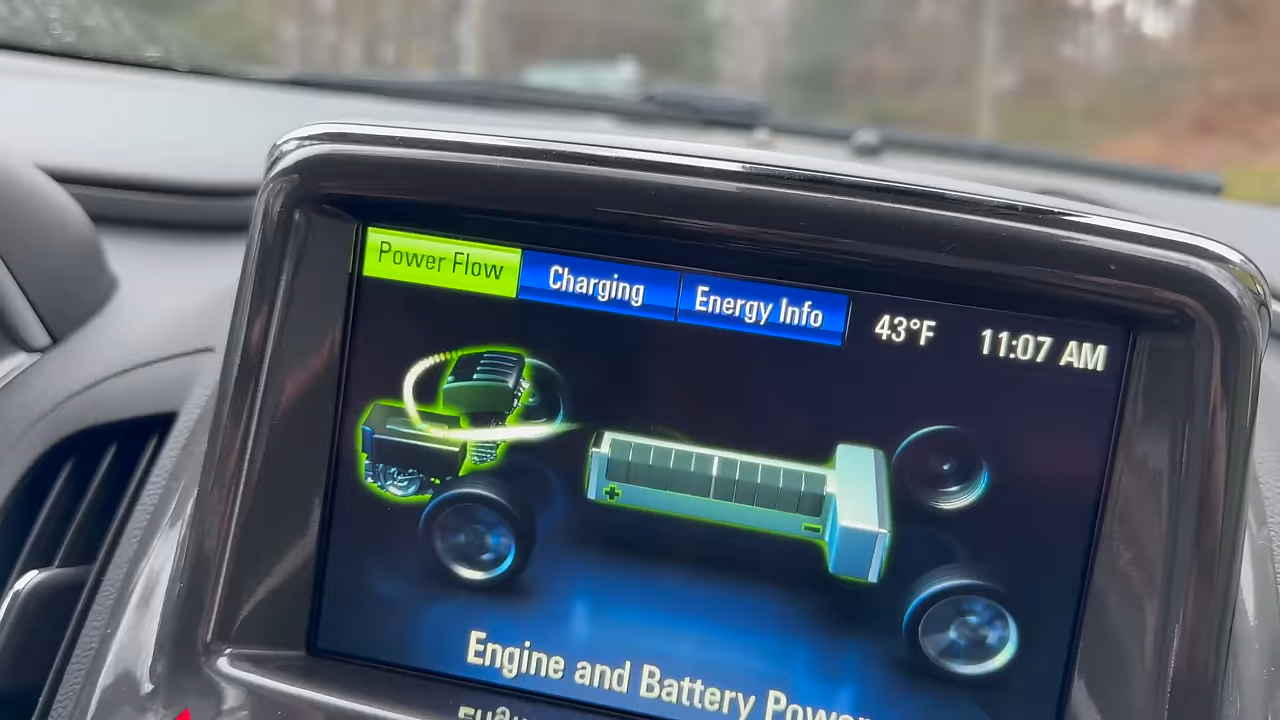 Power Flow
Charging
Energy Info
43°F
11:07 AM
Engine and Battery Power